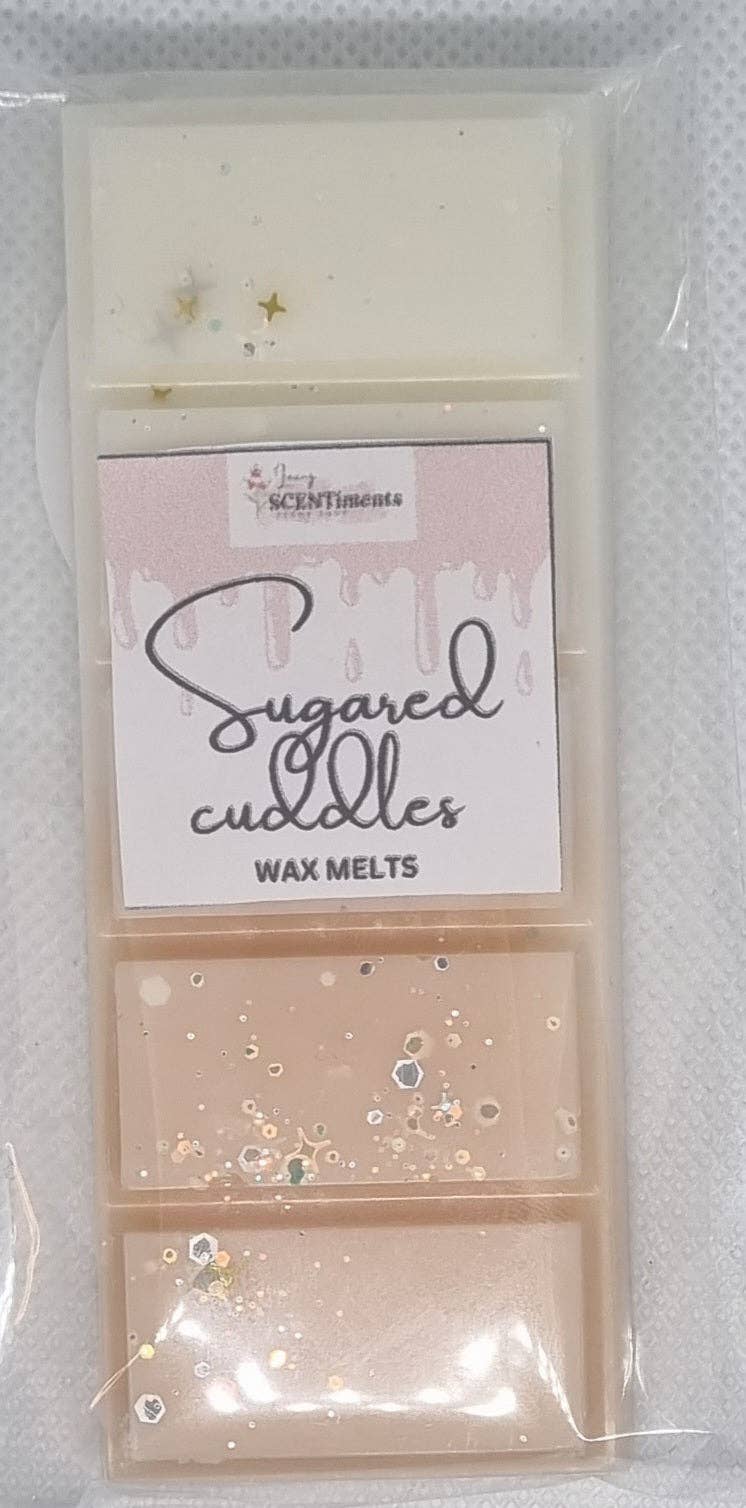 SCENTiments
Sugared
cuddles
WAX MELTS